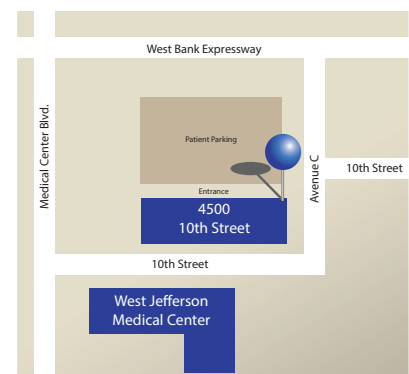 West Bank Expressway
Medical Center Blvd.
Patient Parking
Avenue C
10th Street
Entrance
4500
10th Street
10th Street
West Jefferson
Medical Center